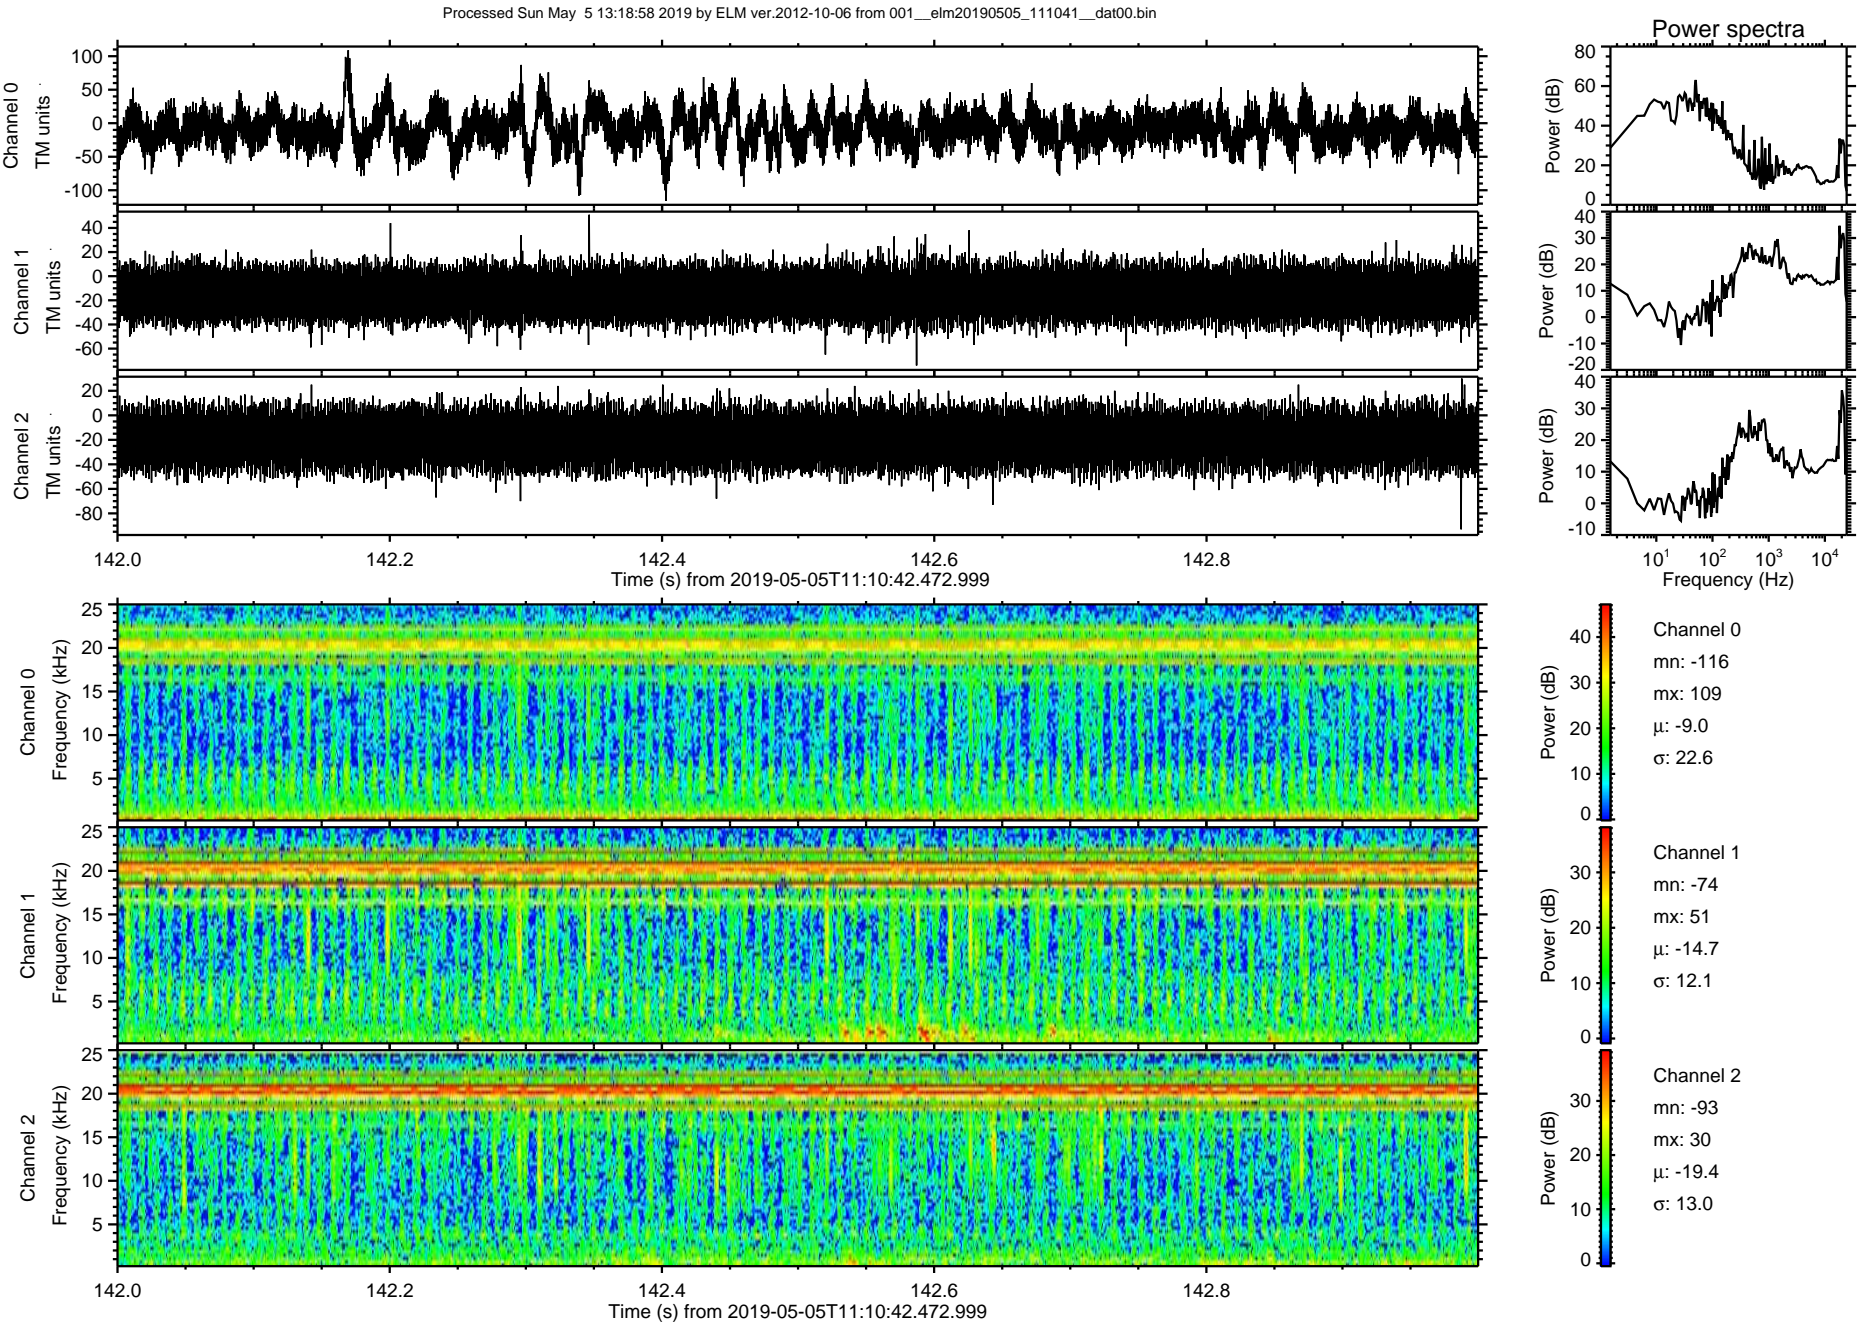 Processed Sun May  5 13:18:58 2019 by ELM ver.2012-10-06 from 001__elm20190505_111041__dat00.bin
Power spectra
Channel 0
TM units
100
50
0
-50
-100
Power (dB)
80
60
40
20
0
Channel 1
TM units
40
20
0
-20
-40
-60
Power (dB)
40
30
20
10
0
-10
-20
Channel 2
TM units
20
0
-20
-40
-60
-80
Power (dB)
40
30
20
10
0
-10
142.0 142.2 142.4 142.6 142.8
Time (s) from 2019-05-05T11:10:42.472.999
10¹ 10² 10³ 10⁴
Frequency (Hz)
Channel 0
Frequency (kHz)
25
20
15
10
5
Power (dB)
40
30
20
10
0
Channel 0
mn: -116
mx: 109
μ: -9.0
σ: 22.6
Channel 1
Frequency (kHz)
25
20
15
10
5
Power (dB)
30
20
10
0
Channel 1
mn: -74
mx: 51
μ: -14.7
σ: 12.1
Channel 2
Frequency (kHz)
25
20
15
10
5
Power (dB)
30
20
10
0
Channel 2
mn: -93
mx: 30
μ: -19.4
σ: 13.0
142.0 142.2 142.4 142.6 142.8
Time (s) from 2019-05-05T11:10:42.472.999